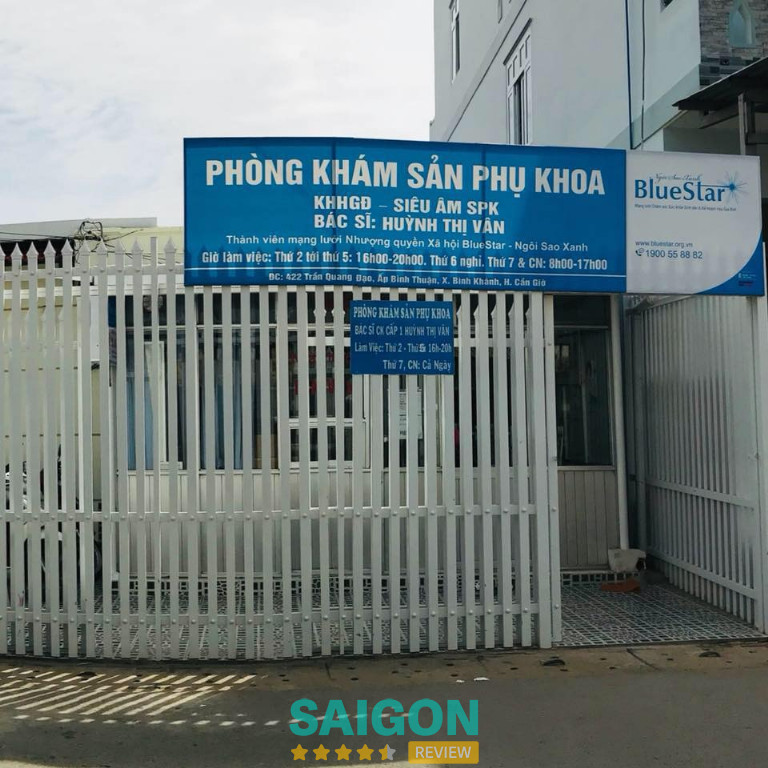 PHÒNG KHÁM SẢN PHỤ KHOA
KHHGĐ - SIÊU ÂM SPK
BÁC SĨ: HUỲNH THỊ VÂN
Thành viên mạng lưới Nhượng quyền Xã hội BlueStar - Ngôi Sao Xanh
Giờ làm việc: Thứ 2 tới thứ 5: 16h00-20h00. Thứ 6 nghỉ. Thứ 7 & CN: 8h00-17h00
ĐC: 422 Trần Quang Đạo, Ấp Bình Thuận, X. Bình Khánh, H. Cần Giờ
Ngôi Sao Xanh
BlueStar
www.bluestar.org.vn
1900 55 88 82
PHÒNG KHÁM SẢN PHỤ KHOA
BÁC SĨ CK CẤP 1 HUỲNH THỊ VÂN
Làm Việc: Thứ 2 - Thứ 5 16h-20h
Thứ 7, CN: Cả Ngày
SAIGON
REVIEW